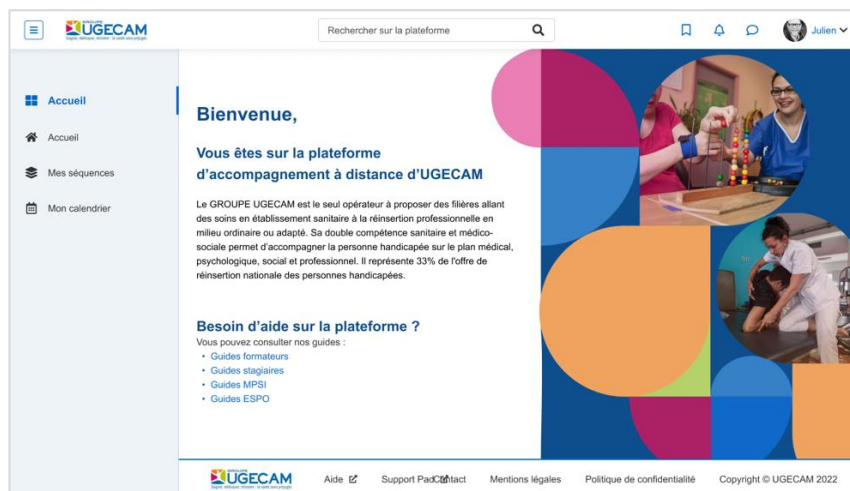 GROUPE
UGECAM
Rechercher sur la plateforme
Julien
Accueil
Accueil
Mes séquences
Mon calendrier
Bienvenue,
Vous êtes sur la plateforme
d'accompagnement à distance d'UGECAM
Le GROUPE UGECAM est le seul opérateur à proposer des filières allant
des soins en établissement sanitaire à la réinsertion professionnelle en
milieu ordinaire ou adapté. Sa double compétence sanitaire et médico-
sociale permet d'accompagner la personne handicapée sur le plan médical,
psychologique, social et professionnel. Il représente 33% de l'offre de
réinsertion nationale des personnes handicapées.
Besoin d'aide sur la plateforme ?
Vous pouvez consulter nos guides :
• Guides formateurs
• Guides stagiaires
• Guides MPSI
• Guides ESPO
GROUPE
UGECAM
Aide Support Pad Contact Mentions légales Politique de confidentialité Copyright © UGECAM 2022